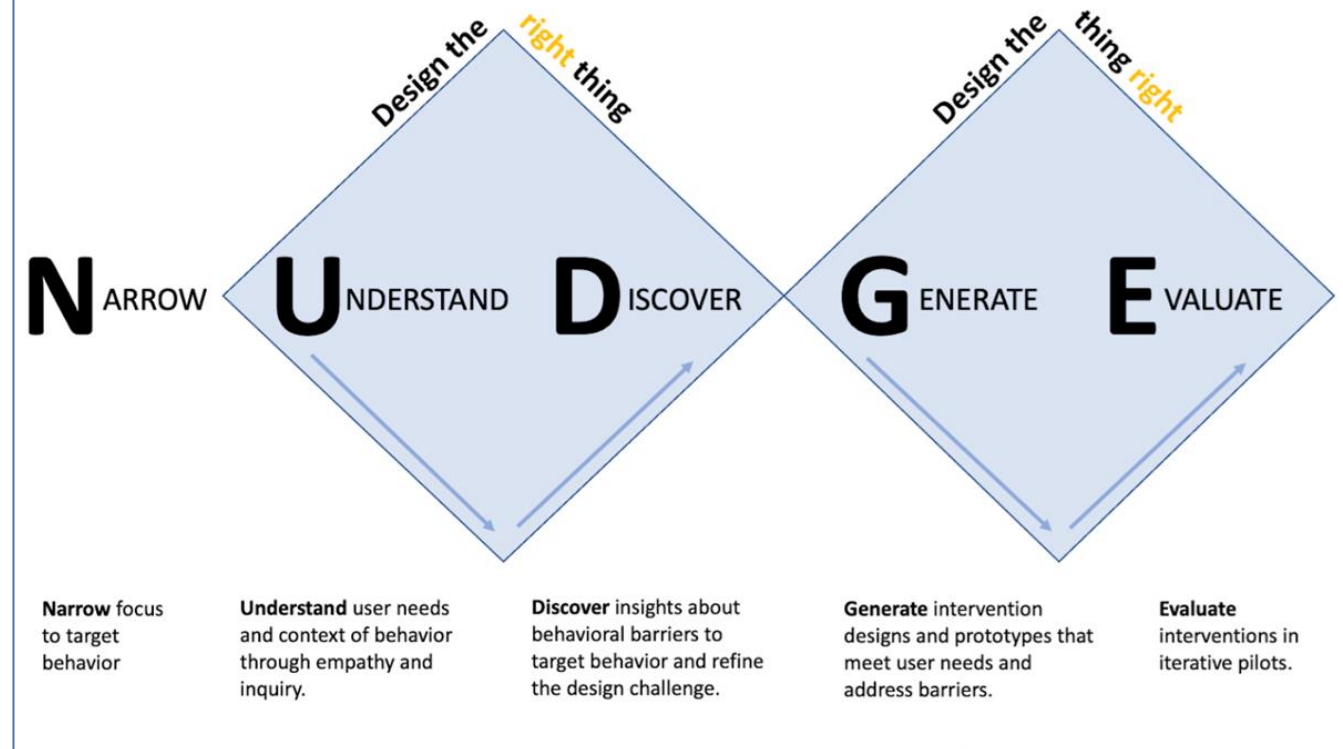 Design the right thing
Design the thing right
NARROW UNDERSTAND DISCOVER GENERATE EVALUATE
Narrow focus
to target
behavior
Understand user needs
and context of behavior
through empathy and
inquiry.
Discover insights about
behavioral barriers to
target behavior and refine
the design challenge.
Generate intervention
designs and prototypes that
meet user needs and
address barriers.
Evaluate
interventions in
iterative pilots.